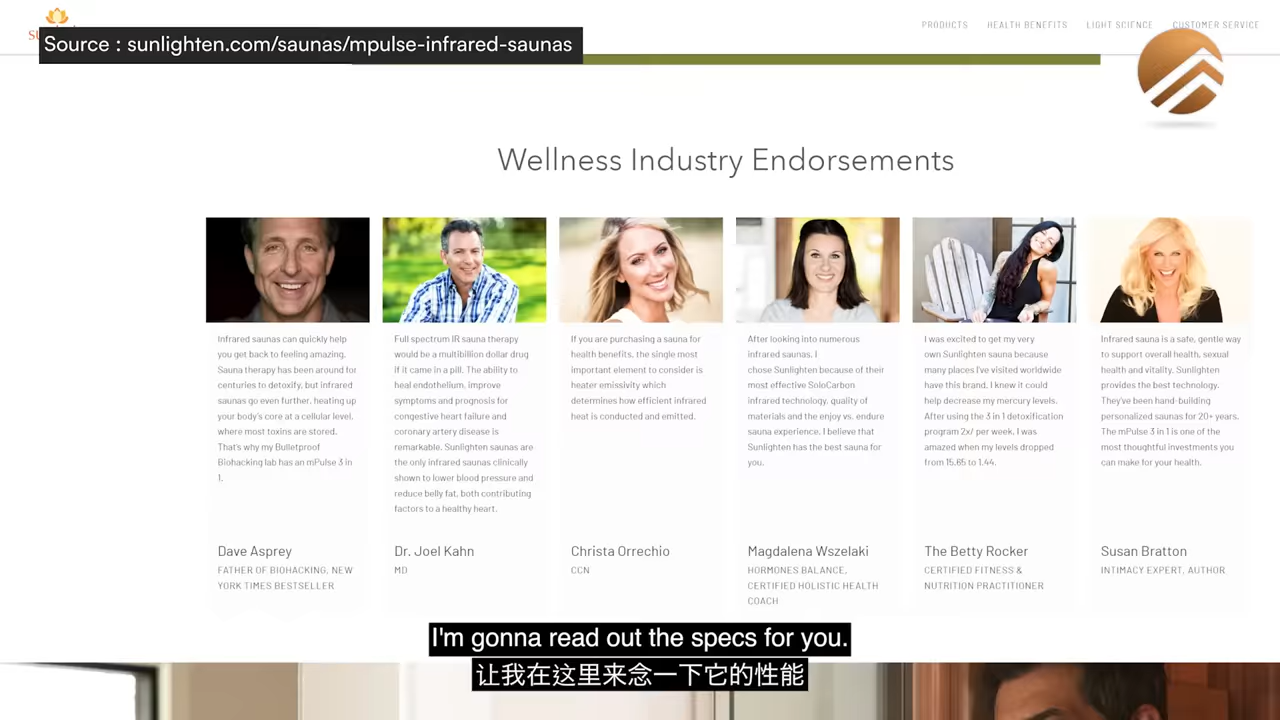 PRODUCTS HEALTH BENEFITS LIGHT SCIENCE CUSTOMER SERVICE
Source : sunlighten.com/saunas/mpulse-infrared-saunas
Wellness Industry Endorsements
Infrared saunas can quickly help
you get back to feeling amazing.
Sauna therapy has been around for
centuries to detoxify, but infrared
saunas go even further, heating up
your body's core at a cellular level,
where most toxins are stored.
That's why my Bulletproof
Biohacking lab has an mPulse 3 in
1.
Dave Asprey
FATHER OF BIOHACKING, NEW
YORK TIMES BESTSELLER
Full spectrum IR sauna therapy
would be a multibillion dollar drug
if it came in a pill. The ability to
heal endothelium, improve
symptoms and prognosis for
congestive heart failure and
coronary artery disease is
remarkable. Sunlighten saunas are
the only infrared saunas clinically
shown to lower blood pressure and
reduce belly fat, both contributing
factors to a healthy heart.
Dr. Joel Kahn
MD
If you are purchasing a sauna for
health benefits, the single most
important element to consider is
heater emissivity which
determines how efficient infrared
heat is conducted and emitted.
Christa Orrechio
CCN
After looking into numerous
infrared saunas, I
chose Sunlighten because of their
most effective SoloCarbon
infrared technology, quality of
materials and the enjoy vs. endure
sauna experience. I believe that
Sunlighten has the best sauna for
you.
Magdalena Wszelaki
HORMONES BALANCE,
CERTIFIED HOLISTIC HEALTH
COACH
I was excited to get my very
own Sunlighten sauna because
many places I've visited worldwide
have this brand. I knew it could
help decrease my mercury levels.
After using the 3 in 1 detoxification
program 2x/ per week, I was
amazed when my levels dropped
from 15.65 to 1.44.
The Betty Rocker
CERTIFIED FITNESS &
NUTRITION PRACTITIONER
Infrared sauna is a safe, gentle way
to support overall health, sexual
health and vitality. Sunlighten
provides the best technology.
They've been hand-building
personalized saunas for 20+ years.
The mPulse 3 in 1 is one of the
most thoughtful investments you
can make for your health.
Susan Bratton
INTIMACY EXPERT, AUTHOR
I'm gonna read out the specs for you.
让我在这里来念一下它的性能